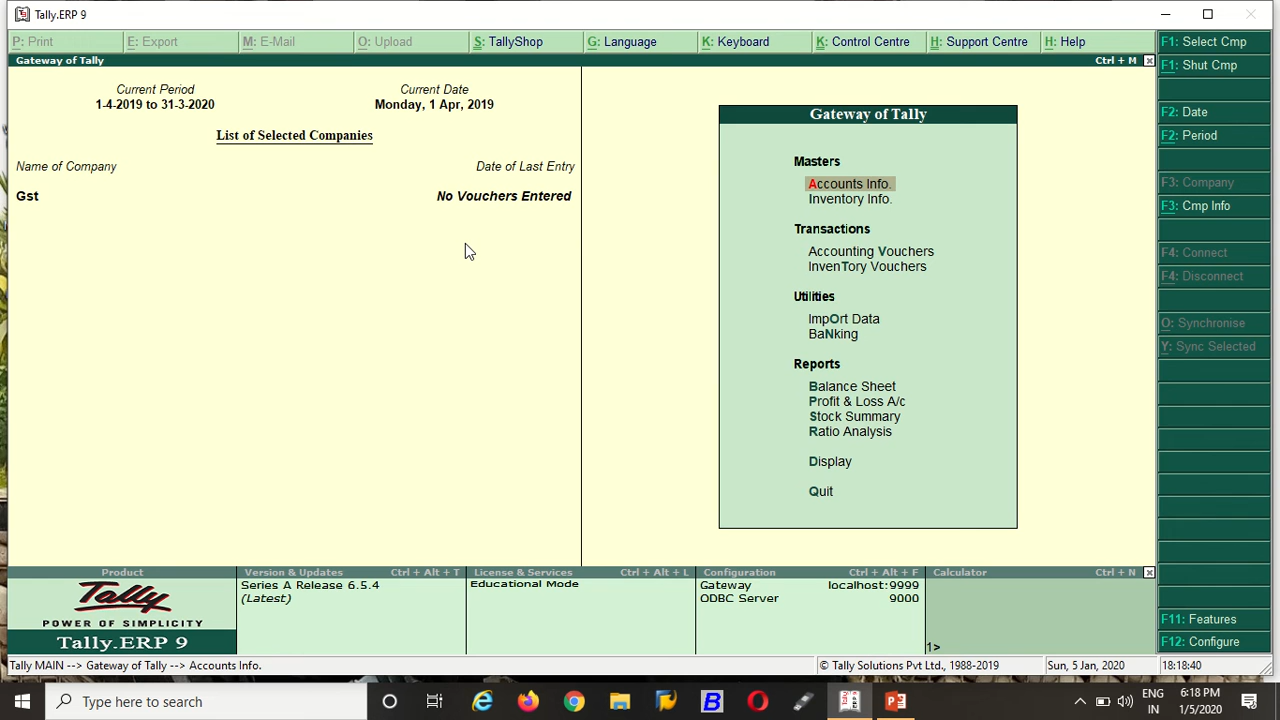 Tally.ERP 9
P: Print
E: Export
M: E-Mail
O: Upload
S: TallyShop
G: Language
K: Keyboard
K: Control Centre
H: Support Centre
H: Help
F1: Select Cmp
Gateway of Tally
Ctrl + M
F1: Shut Cmp
Current Period
1-4-2019 to 31-3-2020
Current Date
Monday, 1 Apr, 2019
List of Selected Companies
Name of Company
Date of Last Entry
Gst
No Vouchers Entered
Gateway of Tally
Masters
Accounts Info.
Inventory Info.
Transactions
Accounting Vouchers
InvenTory Vouchers
Utilities
ImpOrt Data
BaNking
Reports
Balance Sheet
Profit & Loss A/c
Stock Summary
Ratio Analysis
Display
Quit
F2: Date
F2: Period
F3: Company
F3: Cmp Info
F4: Connect
F4: Disconnect
O: Synchronise
Y: Sync Selected
F11: Features
F12: Configure
Product
Tally
POWER OF SIMPLICITY
Tally.ERP 9
Version & Updates
Ctrl + Alt + T
Series A Release 6.5.4
(Latest)
License & Services
Ctrl + Alt + L
Educational Mode
Configuration
Ctrl + Alt + F
Gateway
localhost:9999
ODBC Server
9000
Calculator
Ctrl + N
1>
Tally MAIN --> Gateway of Tally --> Accounts Info.
© Tally Solutions Pvt Ltd., 1988-2019
Sun, 5 Jan, 2020
18:18:40
Type here to search
ENG
IN
6:18 PM
1/5/2020